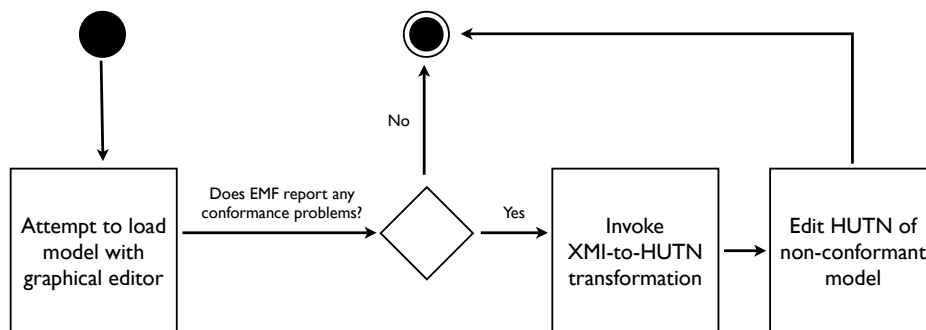 No
Does EMF report any
conformance problems?
Yes
Attempt to load
model with
graphical editor
Invoke
XMI-to-HUTN
transformation
Edit HUTN of
non-conformant
model